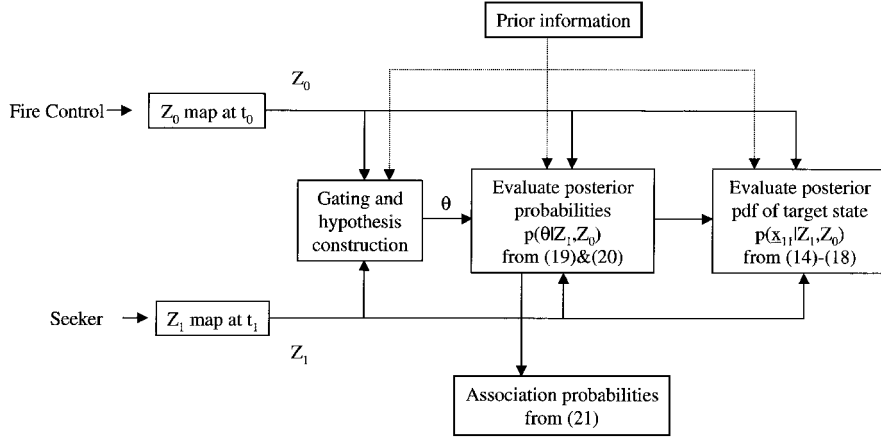 Prior information
Z₀
Fire Control
Z₀ map at t₀
Gating and
hypothesis
construction
θ
Evaluate posterior
probabilities
p(θ|Z₁,Z₀)
from (19)&(20)
Evaluate posterior
pdf of target state
p(x₁₁|Z₁,Z₀)
from (14)-(18)
Seeker
Z₁ map at t₁
Z₁
Association probabilities
from (21)